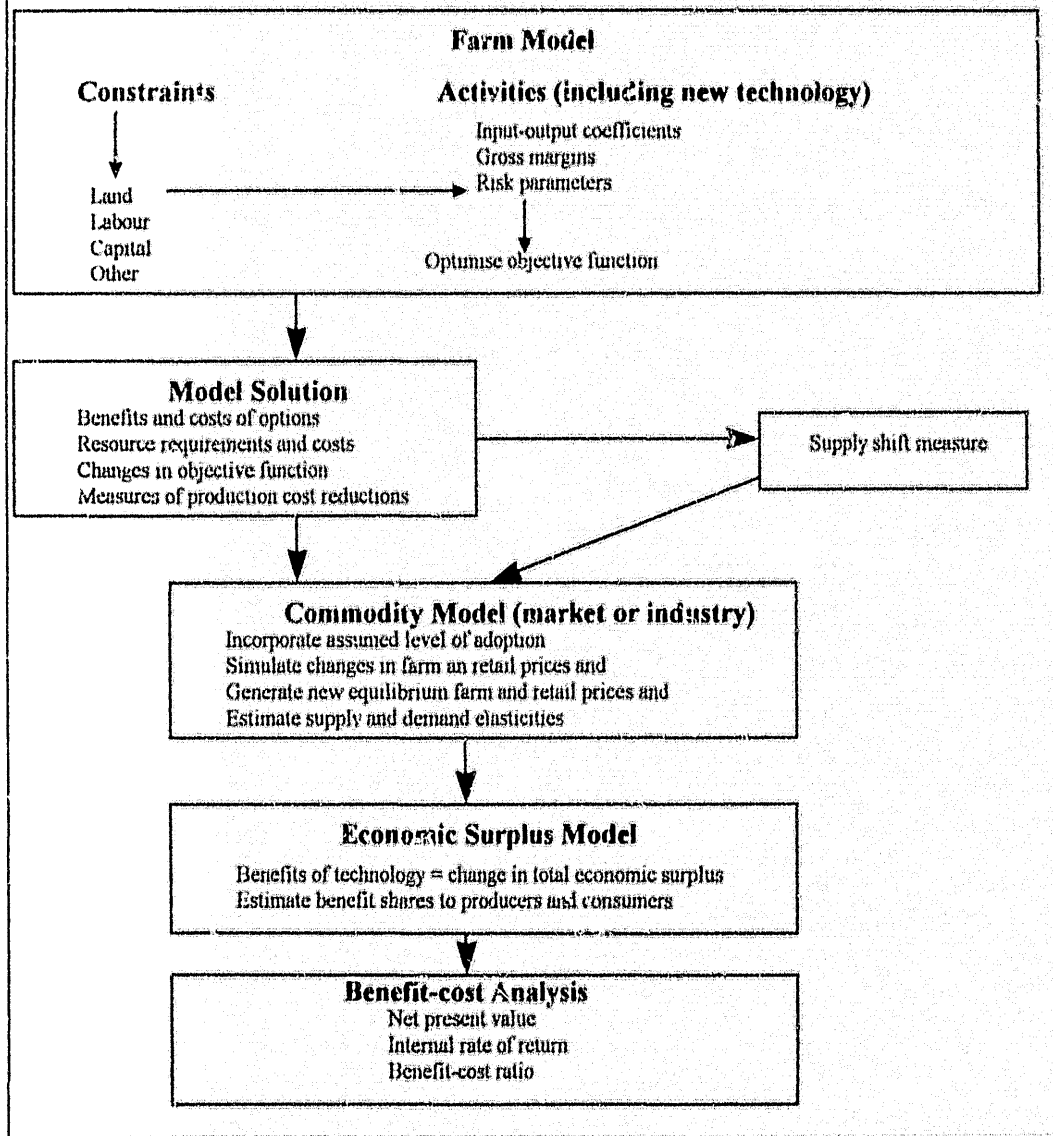 Farm Model
Constraints
Activities (including new technology)
Input-output coefficients
Gross margins
Risk parameters
Land
Labour
Capital
Other
Optimise objective function
Model Solution
Benefits and costs of options
Resource requirements and costs
Changes in objective function
Measures of production cost reductions
Supply shift measure
Commodity Model (market or industry)
Incorporate assumed level of adoption
Simulate changes in farm an retail prices and
Generate new equilibrium farm and retail prices and
Estimate supply and demand elasticities
Economic Surplus Model
Benefits of technology = change in total economic surplus
Estimate benefit shares to producers and consumers
Benefit-cost Analysis
Net present value
Internal rate of return
Benefit-cost ratio